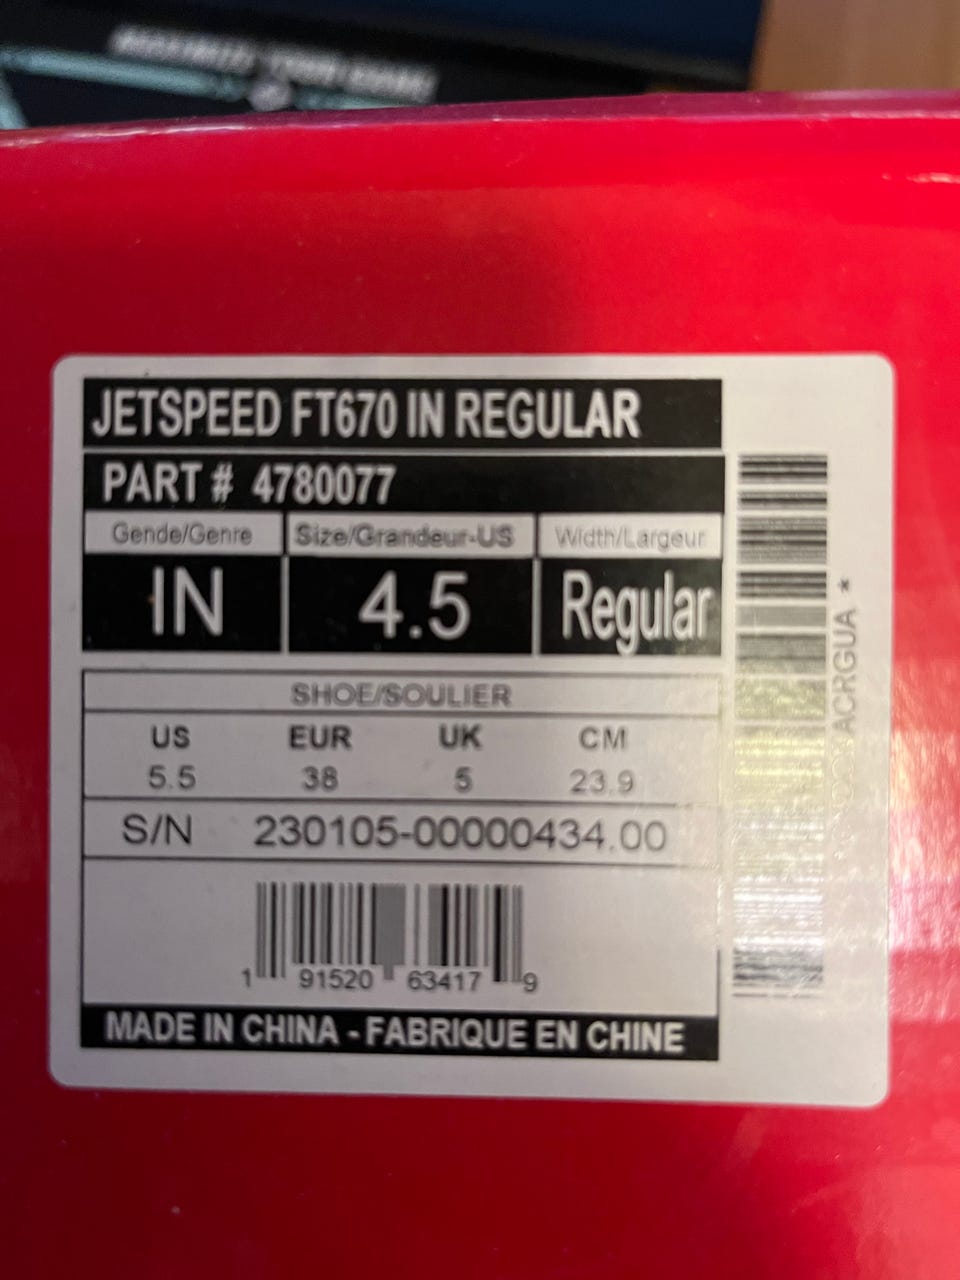 JETSPEED FT670 IN REGULAR
PART # 4780077
Gende/Genre Size/Grandeur-US Width/Largeur
IN 4.5 Regular
SHOE/SOULIER
US EUR UK CM
5.5 38 5 23.9
S/N 230105-00000434.00
1 91520 63417 9
MADE IN CHINA - FABRIQUE EN CHINE